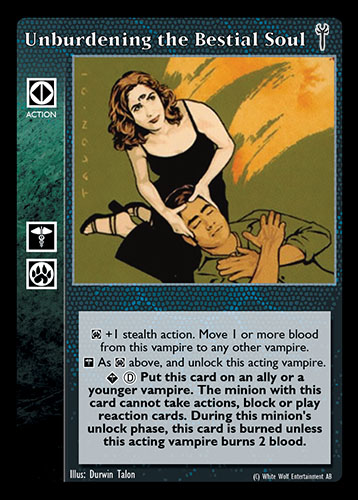 Unburdening the Bestial Soul
ACTION
+1 stealth action. Move 1 or more blood
from this vampire to any other vampire.
As above, and unlock this acting vampire.
D Put this card on an ally or a
younger vampire. The minion with this
card cannot take actions, block or play
reaction cards. During this minion's
unlock phase, this card is burned unless
this acting vampire burns 2 blood.
Illus: Durwin Talon
(C) White Wolf Entertainment AB